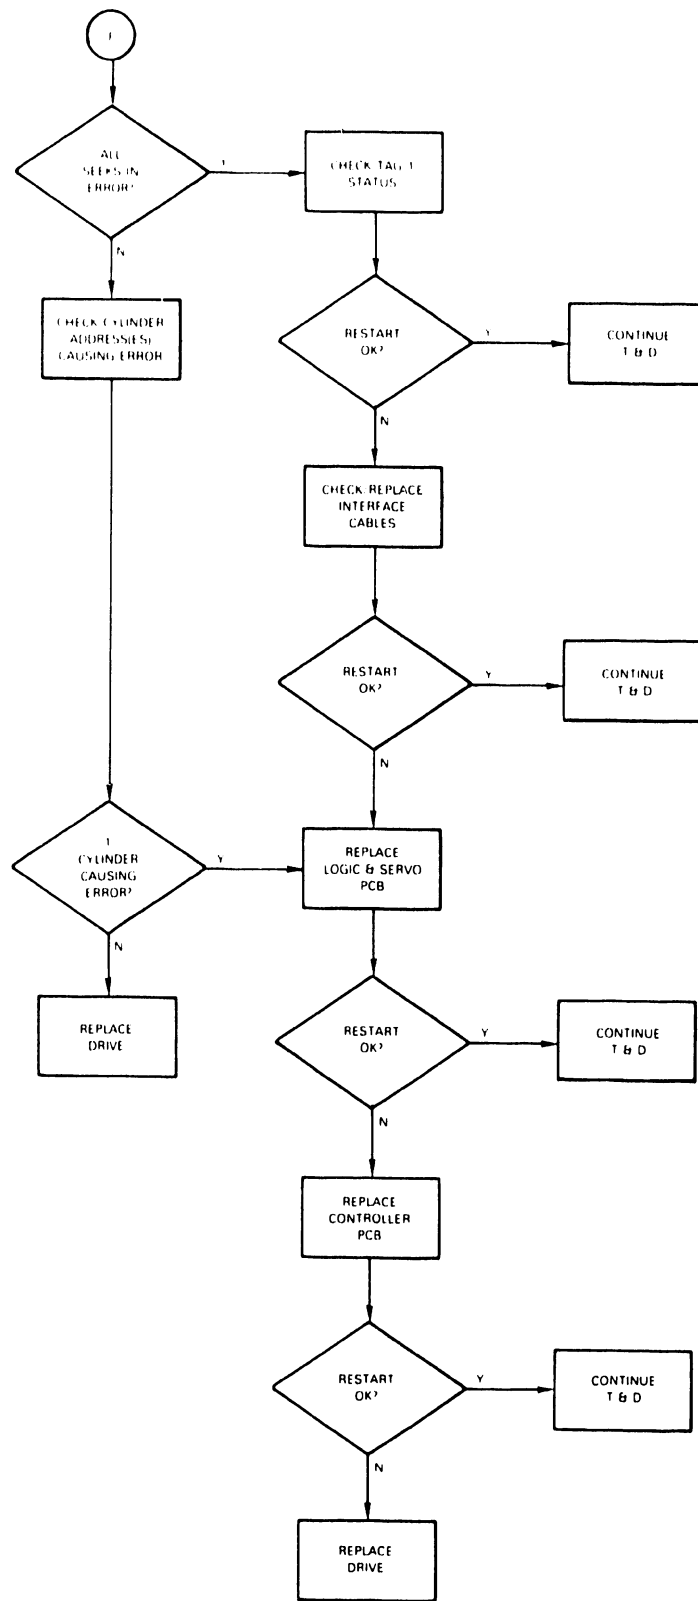 ALL
SEEKS IN
ERROR?
CHECK TAG 1
STATUS
N
CHECK CYLINDER
ADDRESS(ES)
CAUSING ERROR
RESTART
OK?
Y
CONTINUE
T & D
N
CHECK/REPLACE
INTERFACE
CABLES
RESTART
OK?
Y
CONTINUE
T & D
N
1
CYLINDER
CAUSING
ERROR?
Y
REPLACE
LOGIC & SERVO
PCB
N
REPLACE
DRIVE
RESTART
OK?
Y
CONTINUE
T & D
N
REPLACE
CONTROLLER
PCB
RESTART
OK?
Y
CONTINUE
T & D
N
REPLACE
DRIVE